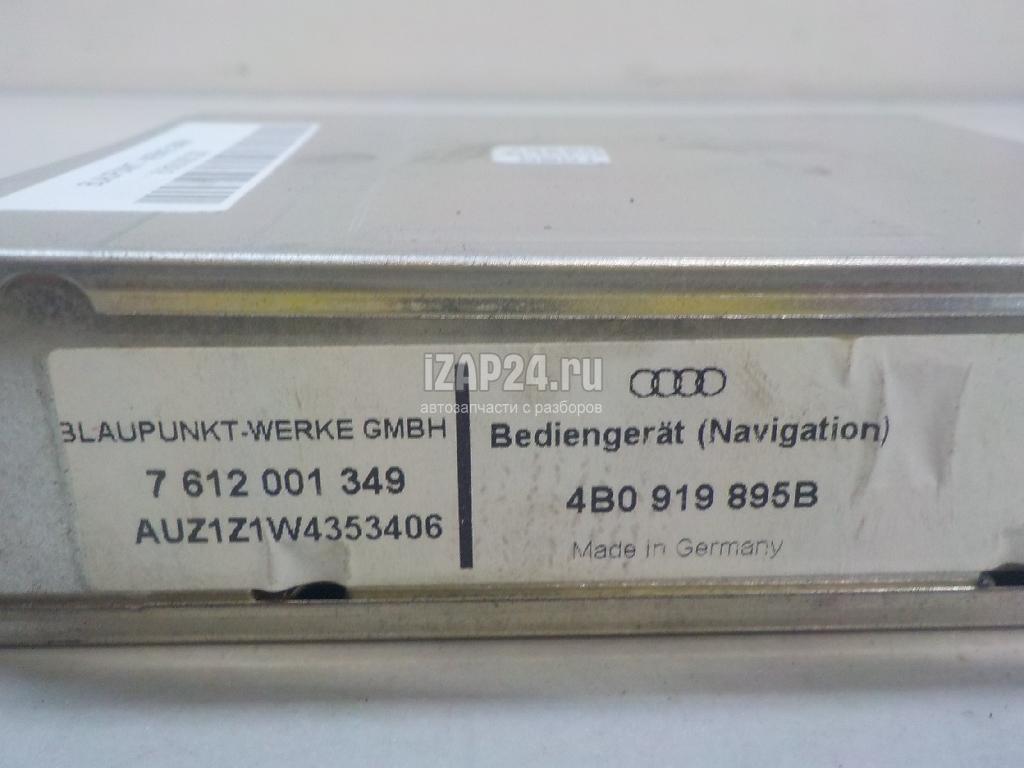 iZAP24.ru
автозапчасти с разборов
BLAUPUNKT-WERKE GMBH
7 612 001 349
AUZ1Z1W4353406
Bediengerät (Navigation)
4B0 919 895B
Made in Germany